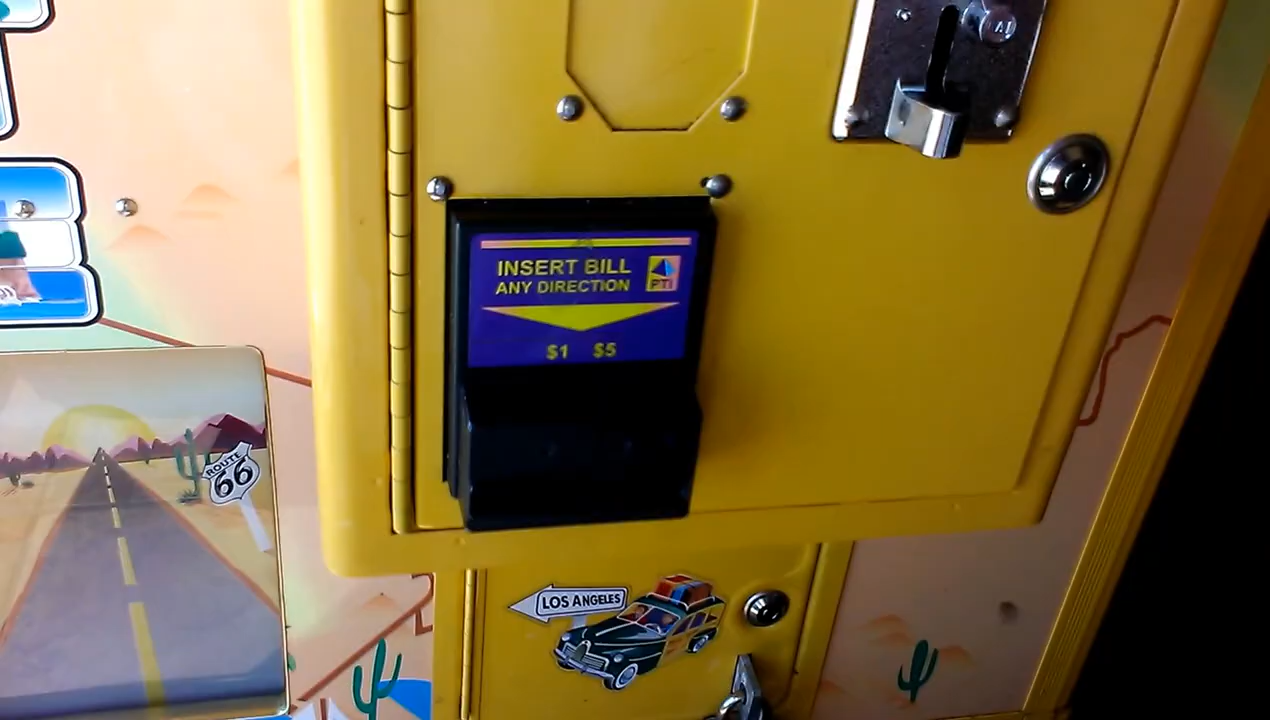 INSERT BILL
ANY DIRECTION
PTI
$1 $5
ROUTE
66
LOS ANGELES